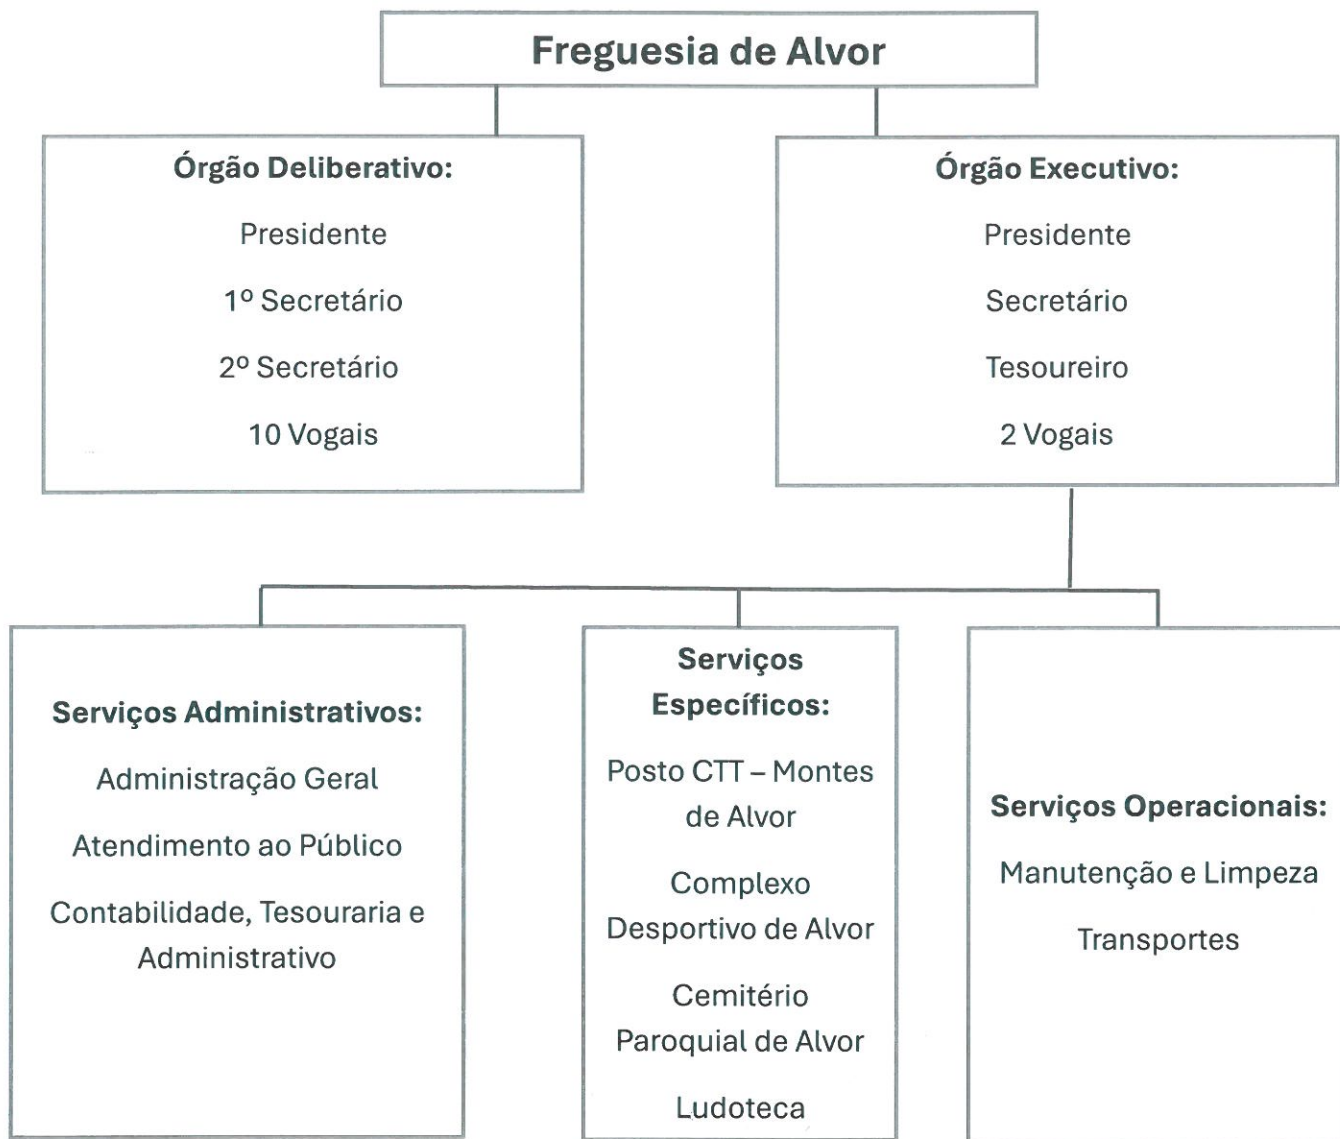 Freguesia de Alvor
Órgão Deliberativo:
Presidente
1º Secretário
2º Secretário
10 Vogais
Órgão Executivo:
Presidente
Secretário
Tesoureiro
2 Vogais
Serviços Administrativos:
Administração Geral
Atendimento ao Público
Contabilidade, Tesouraria e
Administrativo
Serviços
Específicos:
Posto CTT – Montes
de Alvor
Complexo
Desportivo de Alvor
Cemitério
Paroquial de Alvor
Ludoteca
Serviços Operacionais:
Manutenção e Limpeza
Transportes